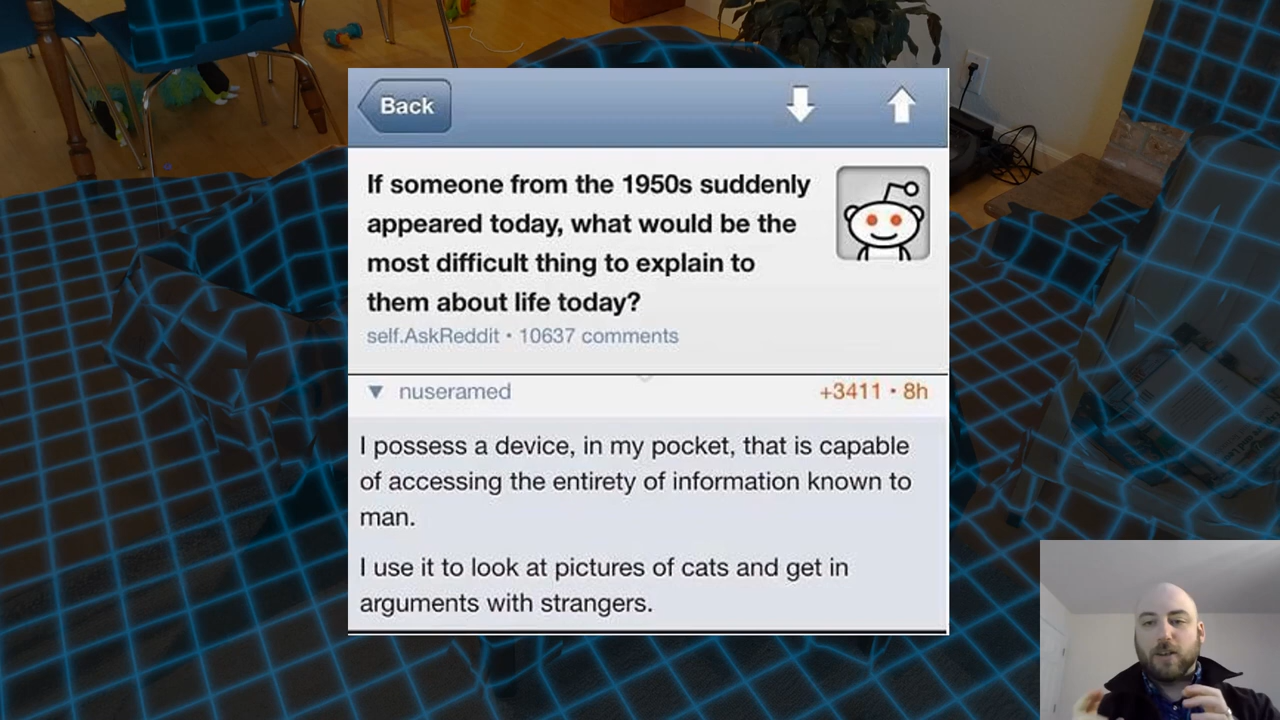 Back
If someone from the 1950s suddenly
appeared today, what would be the
most difficult thing to explain to
them about life today?
self.AskReddit • 10637 comments
▼ nuseramed +3411 • 8h
I possess a device, in my pocket, that is capable
of accessing the entirety of information known to
man.
I use it to look at pictures of cats and get in
arguments with strangers.